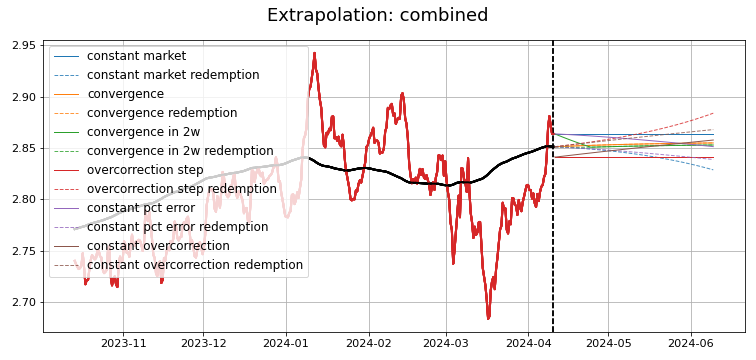 Extrapolation: combined
2.95
2.90
2.85
2.80
2.75
2.70
constant market
constant market redemption
convergence
convergence redemption
convergence in 2w
convergence in 2w redemption
overcorrection step
overcorrection step redemption
constant pct error
constant pct error redemption
constant overcorrection
constant overcorrection redemption
2023-11
2023-12
2024-01
2024-02
2024-03
2024-04
2024-05
2024-06